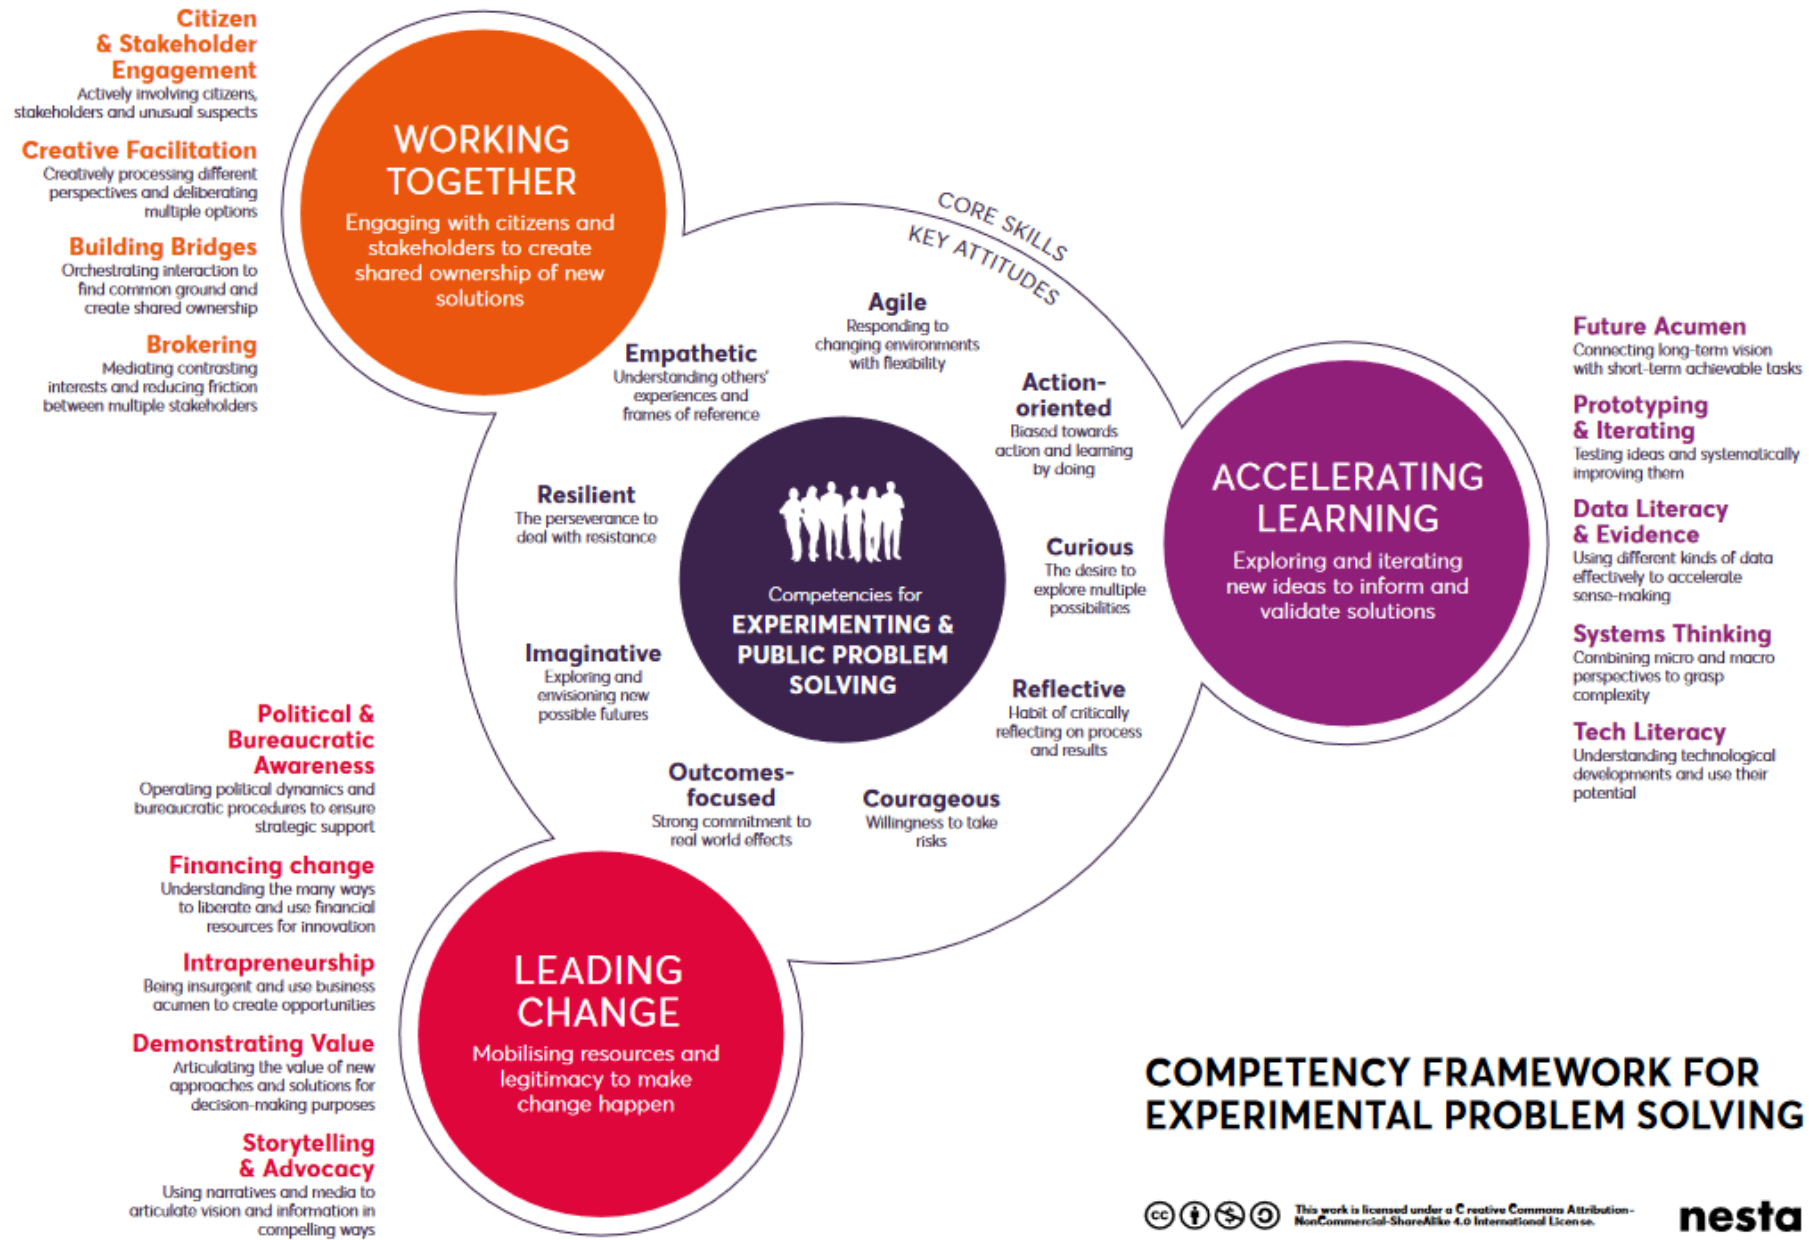 Citizen
& Stakeholder
Engagement
Actively involving citizens,
stakeholders and unusual suspects
Creative Facilitation
Creatively processing different
perspectives and deliberating
multiple options
Building Bridges
Orchestrating interaction to
find common ground and
create shared ownership
Brokering
Mediating contrasting
interests and reducing friction
between multiple stakeholders
WORKING
TOGETHER
Engaging with citizens and
stakeholders to create
shared ownership of new
solutions
CORE SKILLS
KEY ATTITUDES
Agile
Responding to
changing environments
with flexibility
Empathetic
Understanding others'
experiences and
frames of reference
Action-
oriented
Biased towards
action and learning
by doing
Resilient
The perseverance to
deal with resistance
Curious
The desire to
explore multiple
possibilities
Imaginative
Exploring and
envisioning new
possible futures
Reflective
Habit of critically
reflecting on process
and results
Outcomes-
focused
Strong commitment to
real world effects
Courageous
Willingness to take
risks
Competencies for
EXPERIMENTING &
PUBLIC PROBLEM
SOLVING
ACCELERATING
LEARNING
Exploring and iterating
new ideas to inform and
validate solutions
Future Acumen
Connecting long-term vision
with short-term achievable tasks
Prototyping
& Iterating
Testing ideas and systematically
improving them
Data Literacy
& Evidence
Using different kinds of data
effectively to accelerate
sense-making
Systems Thinking
Combining micro and macro
perspectives to grasp
complexity
Tech Literacy
Understanding technological
developments and use their
potential
Political &
Bureaucratic
Awareness
Operating political dynamics and
bureaucratic procedures to ensure
strategic support
Financing change
Understanding the many ways
to liberate and use financial
resources for innovation
Intrapreneurship
Being insurgent and use business
acumen to create opportunities
Demonstrating Value
Articulating the value of new
approaches and solutions for
decision-making purposes
Storytelling
& Advocacy
Using narratives and media to
articulate vision and information in
compelling ways
LEADING
CHANGE
Mobilising resources and
legitimacy to make
change happen
COMPETENCY FRAMEWORK FOR
EXPERIMENTAL PROBLEM SOLVING
cc
This work is licensed under a Creative Commons Attribution-
NonCommercial-ShareAlike 4.0 International License.
nesta